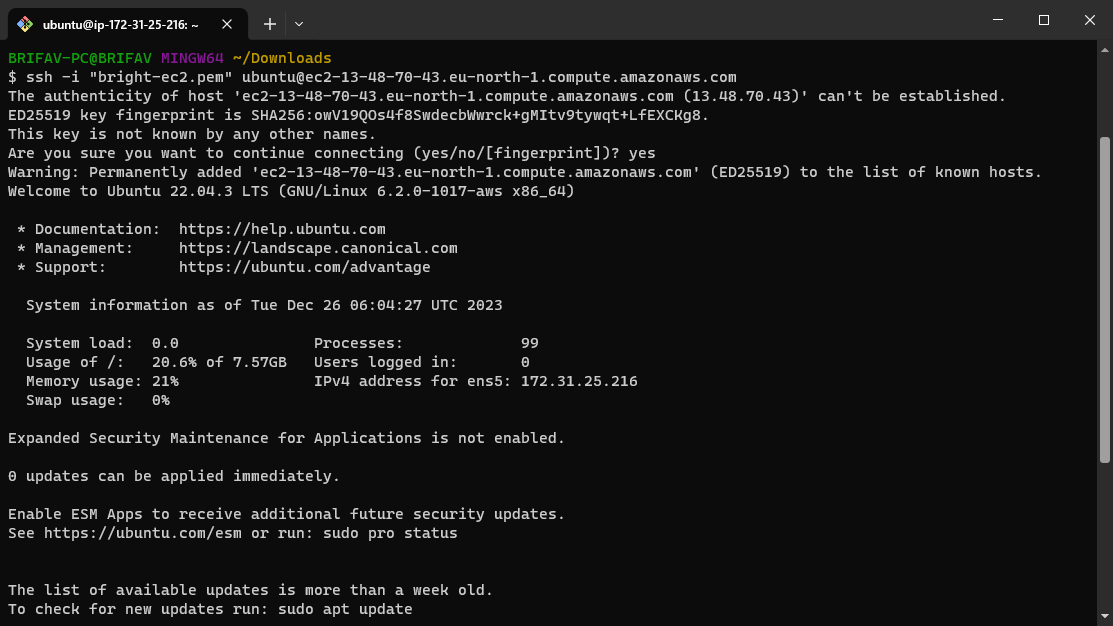 ubuntu@ip-172-31-25-216: ~
BRIFAV-PC@BRIFAV MINGW64 ~/Downloads
$ ssh -i "bright-ec2.pem" ubuntu@ec2-13-48-70-43.eu-north-1.compute.amazonaws.com
The authenticity of host 'ec2-13-48-70-43.eu-north-1.compute.amazonaws.com (13.48.70.43)' can't be established.
ED25519 key fingerprint is SHA256:owV19QOs4f8SwdecbWwrck+gMItv9tywqt+LfEXCKg8.
This key is not known by any other names.
Are you sure you want to continue connecting (yes/no/[fingerprint])? yes
Warning: Permanently added 'ec2-13-48-70-43.eu-north-1.compute.amazonaws.com' (ED25519) to the list of known hosts.
Welcome to Ubuntu 22.04.3 LTS (GNU/Linux 6.2.0-1017-aws x86_64)
* Documentation:  https://help.ubuntu.com
* Management:     https://landscape.canonical.com
* Support:        https://ubuntu.com/advantage
System information as of Tue Dec 26 06:04:27 UTC 2023
System load:  0.0               Processes:             99
Usage of /:   20.6% of 7.57GB   Users logged in:       0
Memory usage: 21%               IPv4 address for ens5: 172.31.25.216
Swap usage:   0%
Expanded Security Maintenance for Applications is not enabled.
0 updates can be applied immediately.
Enable ESM Apps to receive additional future security updates.
See https://ubuntu.com/esm or run: sudo pro status
The list of available updates is more than a week old.
To check for new updates run: sudo apt update